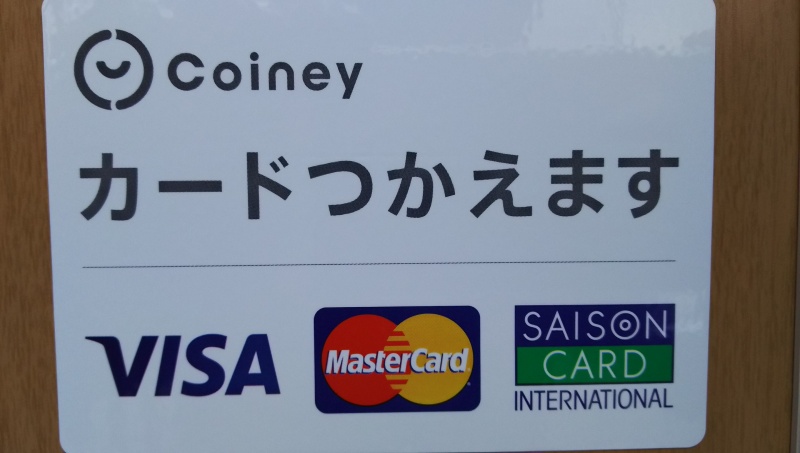 Coiney
カードつかえます
VISA
MasterCard
SAISON
CARD
INTERNATIONAL